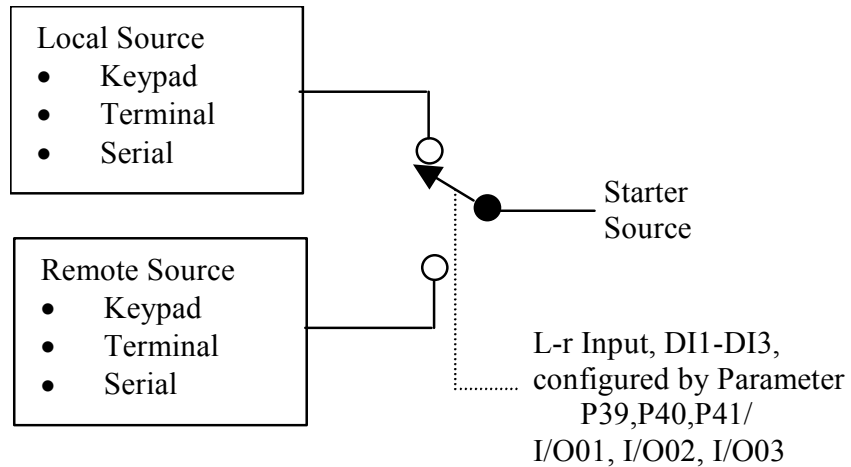 Local Source
• Keypad
• Terminal
• Serial
Starter
Source
Remote Source
• Keypad
• Terminal
• Serial
L-r Input, DI1-DI3,
configured by Parameter
P39,P40,P41/
I/O01, I/O02, I/O03